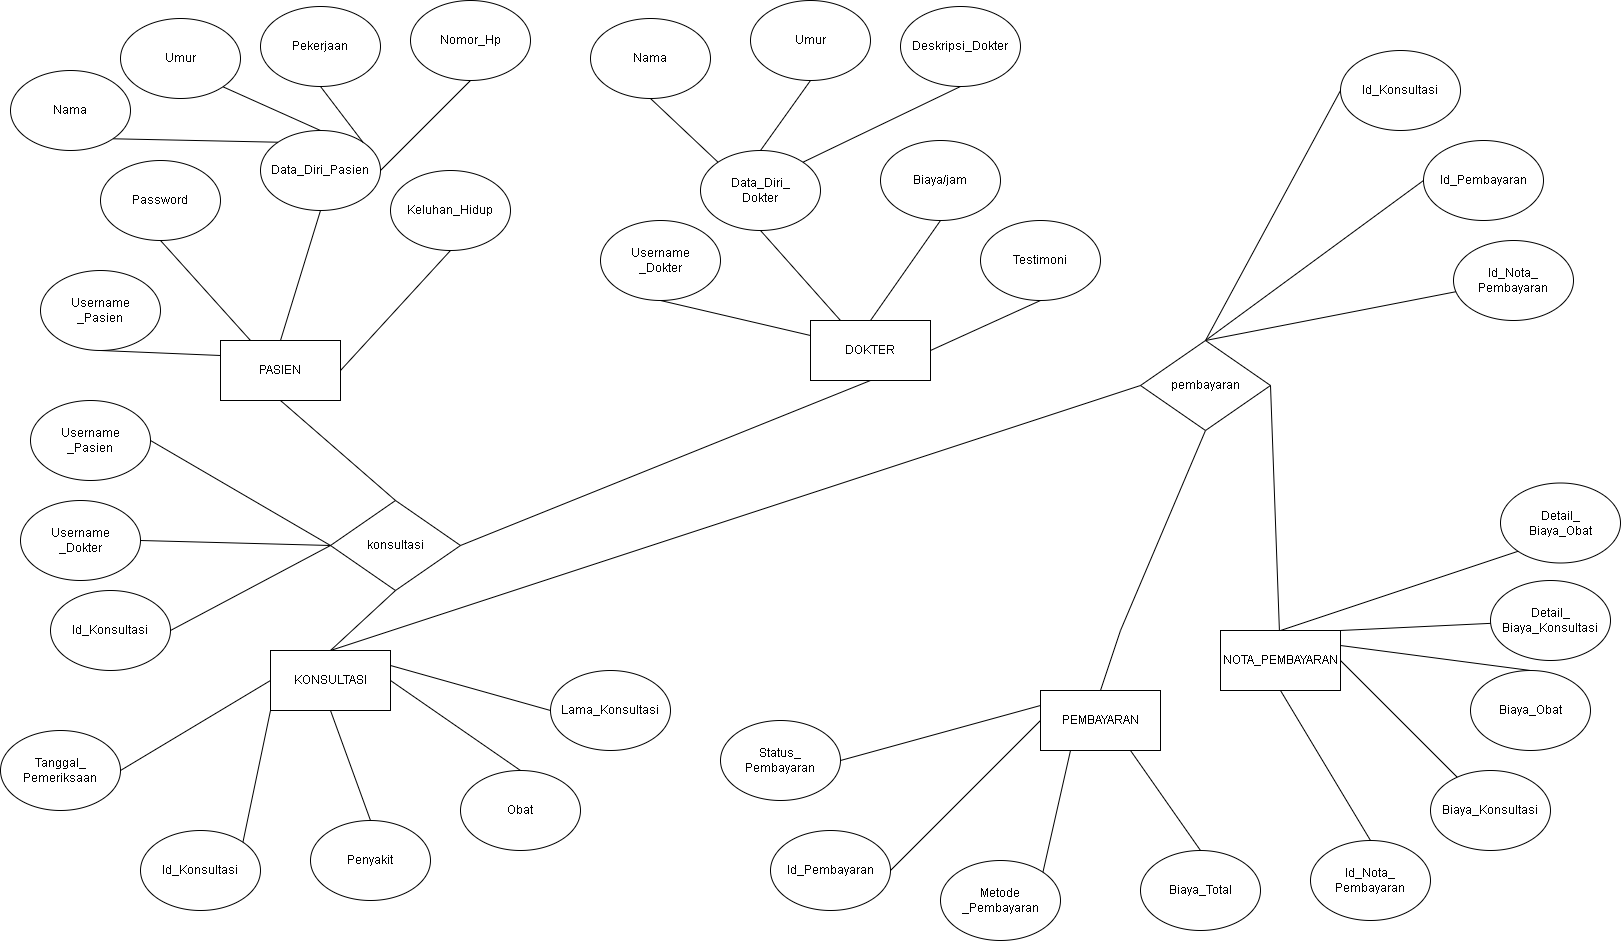 Nama
Umur
Pekerjaan
Nomor_Hp
Data_Diri_Pasien
Password
Keluhan_Hidup
Username
_Pasien
PASIEN
Nama
Umur
Deskripsi_Dokter
Data_Diri_
Dokter
Biaya/jam
Username
_Dokter
Testimoni
DOKTER
Id_Konsultasi
Id_Pembayaran
Id_Nota_
Pembayaran
pembayaran
Username
_Pasien
Username
_Dokter
Id_Konsultasi
konsultasi
KONSULTASI
Lama_Konsultasi
Tanggal_
Pemeriksaan
Id_Konsultasi
Penyakit
Obat
PEMBAYARAN
Status_
Pembayaran
Id_Pembayaran
Metode
_Pembayaran
Biaya_Total
NOTA_PEMBAYARAN
Detail_
Biaya_Obat
Detail_
Biaya_Konsultasi
Biaya_Obat
Biaya_Konsultasi
Id_Nota_
Pembayaran